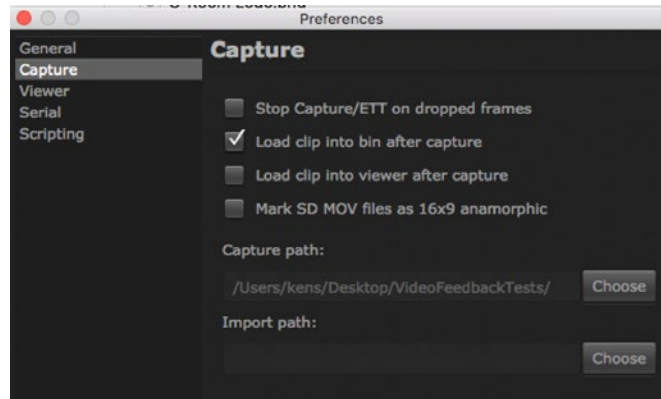 Preferences
General
Capture
Viewer
Serial
Scripting
Capture
Stop Capture/ETT on dropped frames
Load clip into bin after capture
Load clip into viewer after capture
Mark SD MOV files as 16x9 anamorphic
Capture path:
/Users/kens/Desktop/VideoFeedbackTests/
Choose
Import path:
Choose